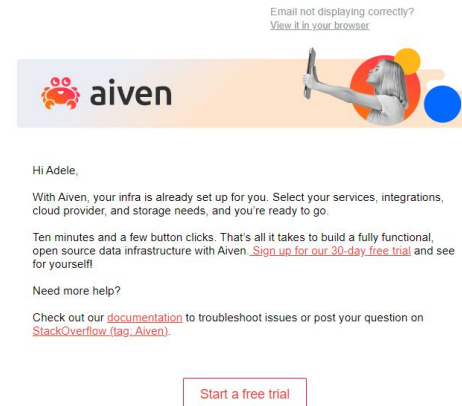 Email not displaying correctly?
View it in your browser
aiven
Hi Adele,
With Aiven, your infra is already set up for you. Select your services, integrations,
cloud provider, and storage needs, and you're ready to go.
Ten minutes and a few button clicks. That's all it takes to build a fully functional,
open source data infrastructure with Aiven. Sign up for our 30-day free trial and see
for yourself!
Need more help?
Check out our documentation to troubleshoot issues or post your question on
StackOverflow (tag: Aiven).
Start a free trial